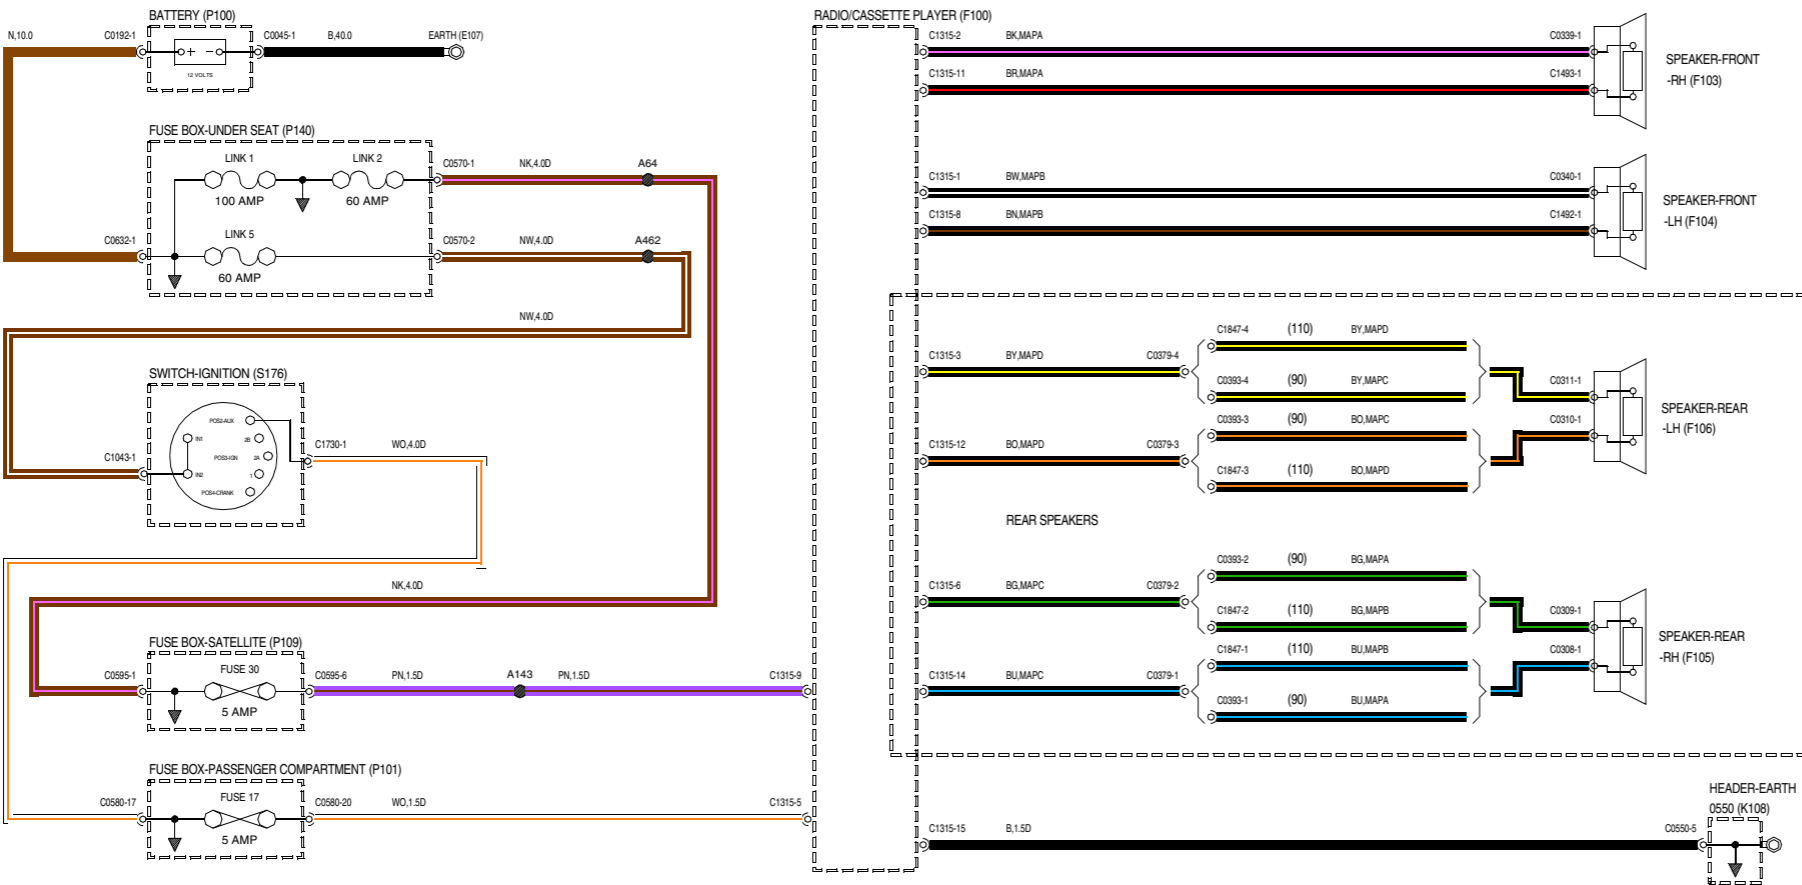 BATTERY (P100)
N,10.0
C0192-1
C0045-1
B,40.0
EARTH (E107)
+ −
12 VOLTS
FUSE BOX-UNDER SEAT (P140)
LINK 1
LINK 2
C0570-1
NK,4.0D
A64
100 AMP
60 AMP
C0632-1
LINK 5
C0570-2
NW,4.0D
A462
60 AMP
NW,4.0D
SWITCH-IGNITION (S176)
POS2-AUX
IN1
2B
C1043-1
POS3-IGN
2A
IN2
1
POS4-CRANK
C1730-1
WO,4.0D
NK,4.0D
FUSE BOX-SATELLITE (P109)
C0595-1
FUSE 30
C0595-6
PN,1.5D
A143
PN,1.5D
C1315-9
5 AMP
FUSE BOX-PASSENGER COMPARTMENT (P101)
C0580-17
FUSE 17
C0580-20
WO,1.5D
C1315-5
5 AMP
RADIO/CASSETTE PLAYER (F100)
C1315-2
BK,MAPA
C0339-1
C1315-11
BR,MAPA
C1493-1
SPEAKER-FRONT
-RH (F103)
C1315-1
BW,MAPB
C0340-1
C1315-8
BN,MAPB
C1492-1
SPEAKER-FRONT
-LH (F104)
C1847-4
(110)
BY,MAPD
C1315-3
BY,MAPD
C0379-4
C0393-4
(90)
BY,MAPC
C0311-1
C0393-3
(90)
BO,MAPC
C0310-1
C1315-12
BO,MAPD
C0379-3
C1847-3
(110)
BO,MAPD
SPEAKER-REAR
-LH (F106)
REAR SPEAKERS
C0393-2
(90)
BG,MAPA
C1315-6
BG,MAPC
C0379-2
C1847-2
(110)
BG,MAPB
C0309-1
C1847-1
(110)
BU,MAPB
C0308-1
C1315-14
BU,MAPC
C0379-1
C0393-1
(90)
BU,MAPA
SPEAKER-REAR
-RH (F105)
HEADER-EARTH
0550 (K108)
C1315-15
B,1.5D
C0550-5